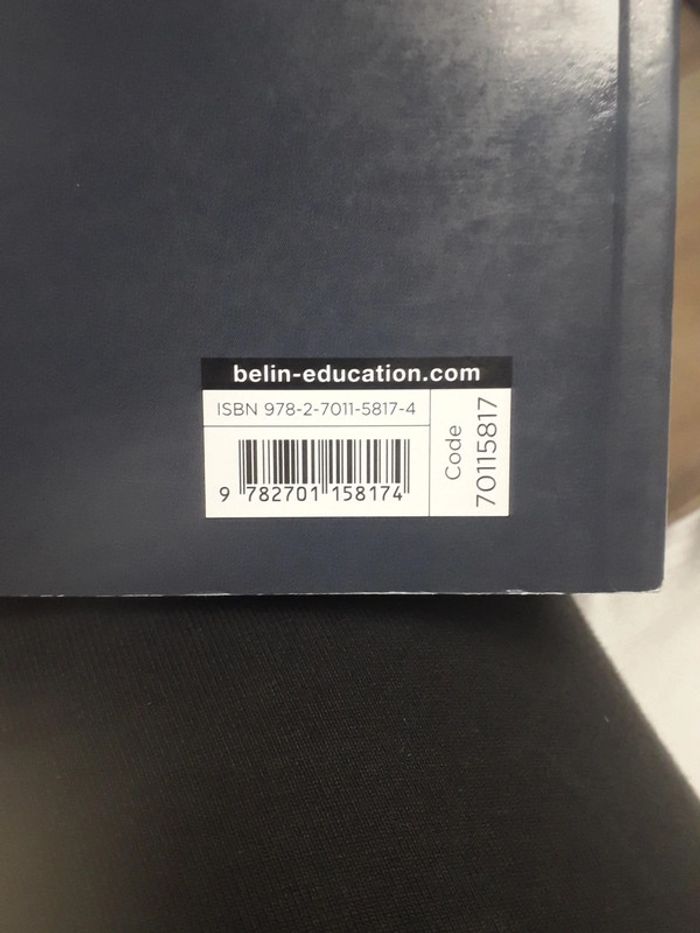 belin-education.com
ISBN 978-2-7011-5817-4
9 782701 158174
Code
70115817